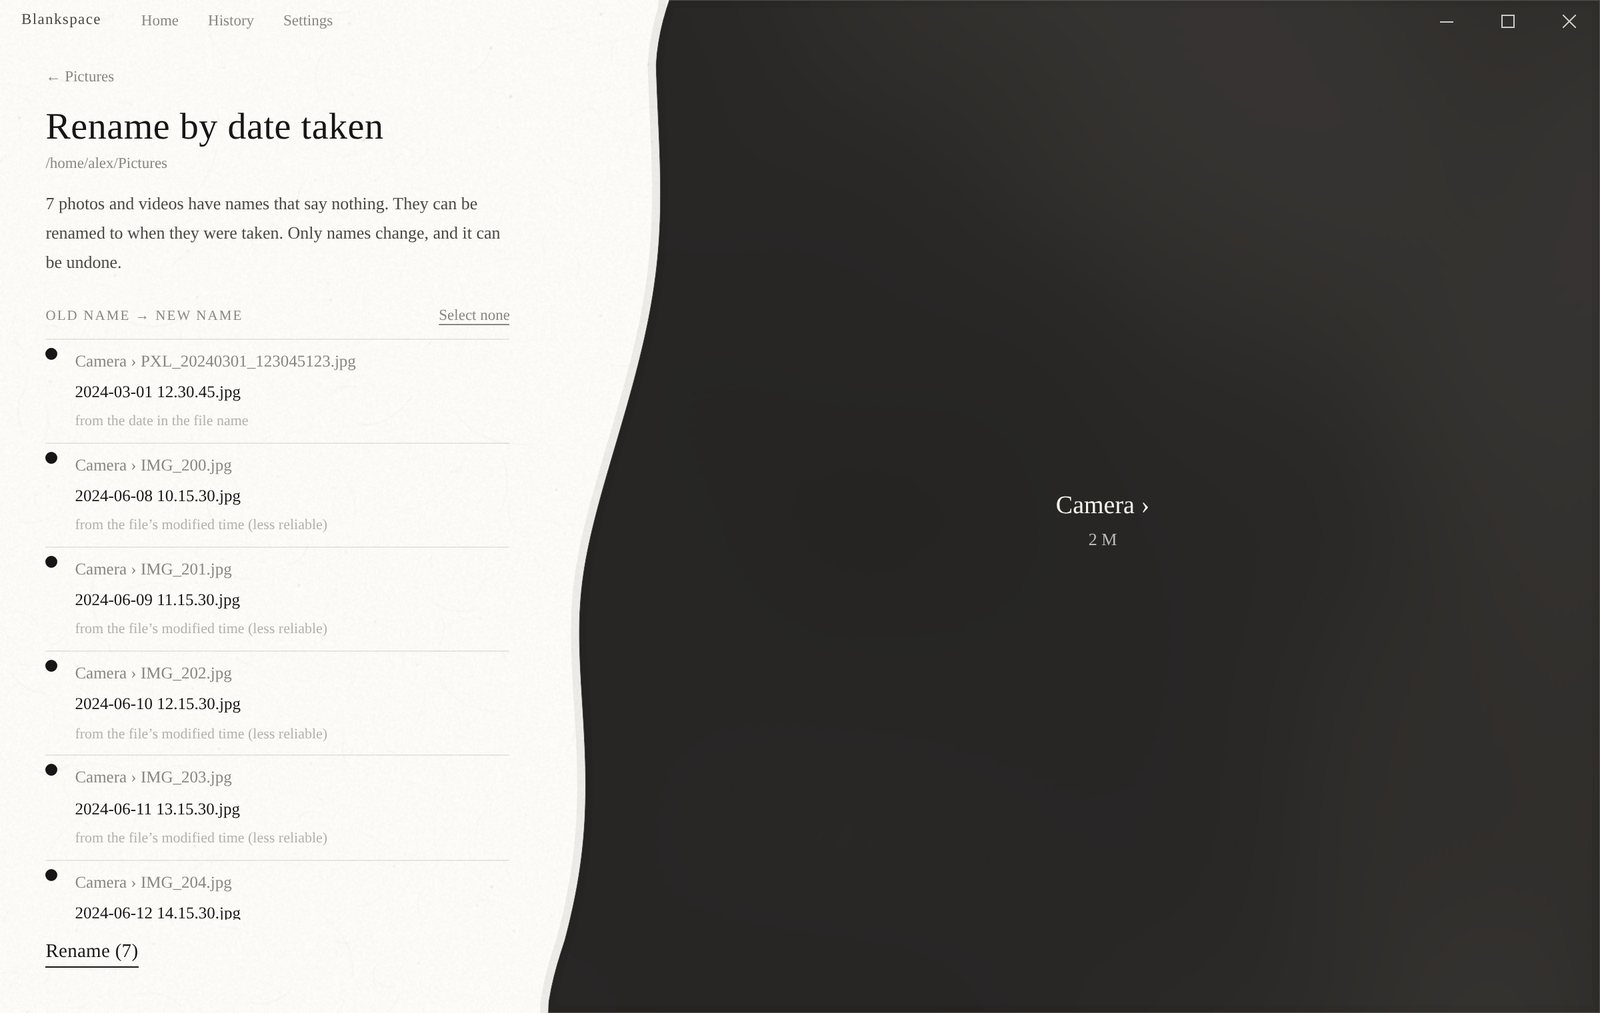 Blankspace Home History Settings
← Pictures
Rename by date taken
/home/alex/Pictures
7 photos and videos have names that say nothing. They can be
renamed to when they were taken. Only names change, and it can
be undone.
OLD NAME → NEW NAME Select none
Camera › PXL_20240301_123045123.jpg
2024-03-01 12.30.45.jpg
from the date in the file name
Camera › IMG_200.jpg
2024-06-08 10.15.30.jpg
from the file’s modified time (less reliable)
Camera › IMG_201.jpg
2024-06-09 11.15.30.jpg
from the file’s modified time (less reliable)
Camera › IMG_202.jpg
2024-06-10 12.15.30.jpg
from the file’s modified time (less reliable)
Camera › IMG_203.jpg
2024-06-11 13.15.30.jpg
from the file’s modified time (less reliable)
Camera › IMG_204.jpg
2024-06-12 14.15.30.jpg
Rename (7)
Camera ›
2 M